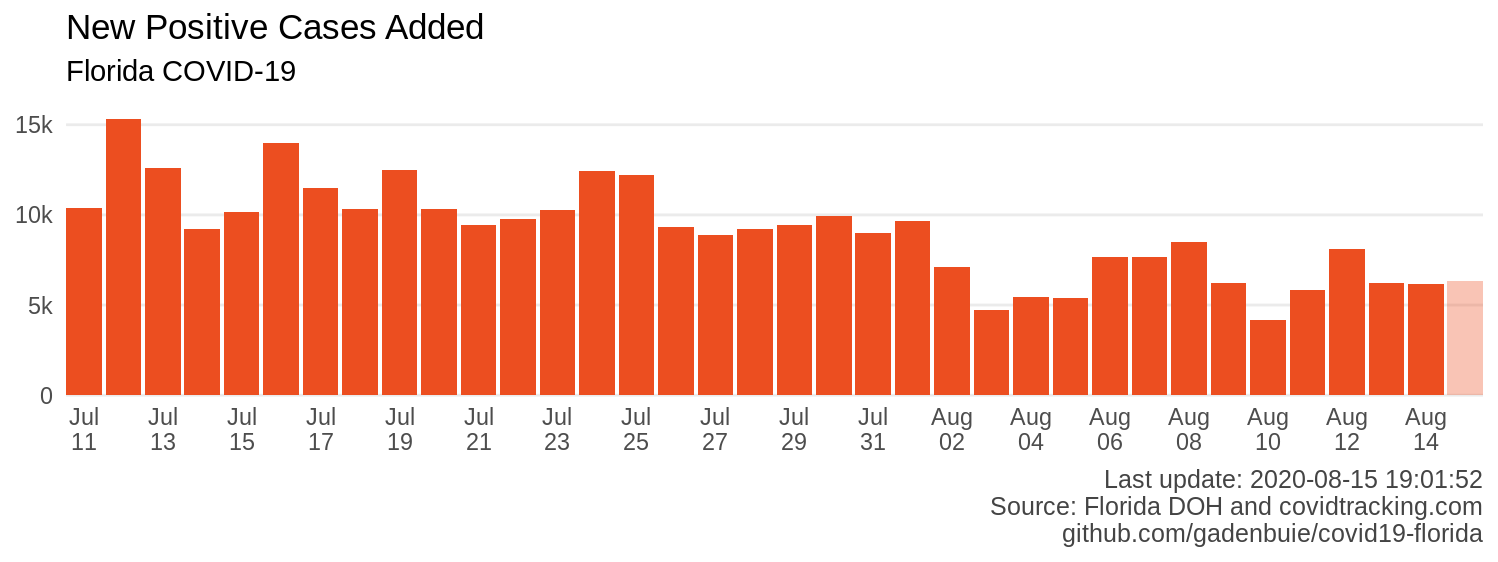 New Positive Cases Added
Florida COVID-19
15k
10k
5k
0
Jul Jul Jul Jul Jul Jul Jul Jul Jul Jul Jul Aug Aug Aug Aug Aug Aug Aug
11 13 15 17 19 21 23 25 27 29 31 02 04 06 08 10 12 14
Last update: 2020-08-15 19:01:52
Source: Florida DOH and covidtracking.com
github.com/gadenbuie/covid19-florida